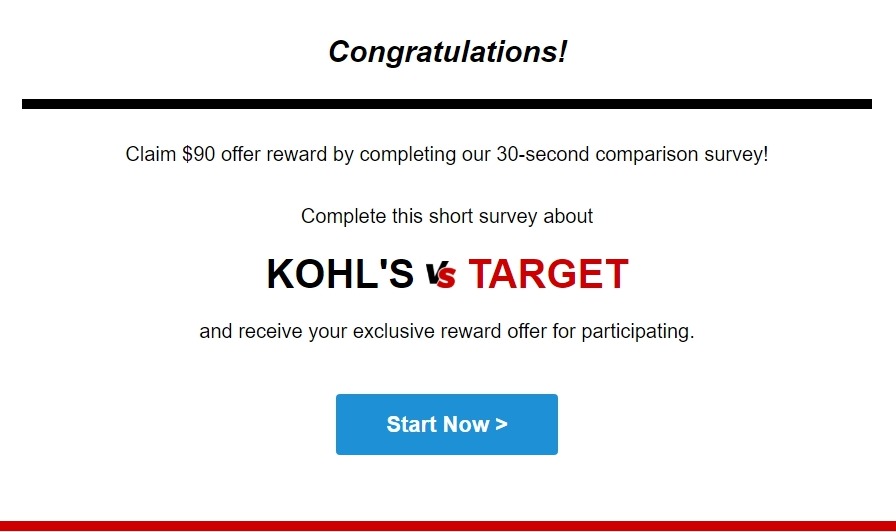 Congratulations!
Claim $90 offer reward by completing our 30-second comparison survey!
Complete this short survey about
KOHL'S vs TARGET
and receive your exclusive reward offer for participating.
Start Now >